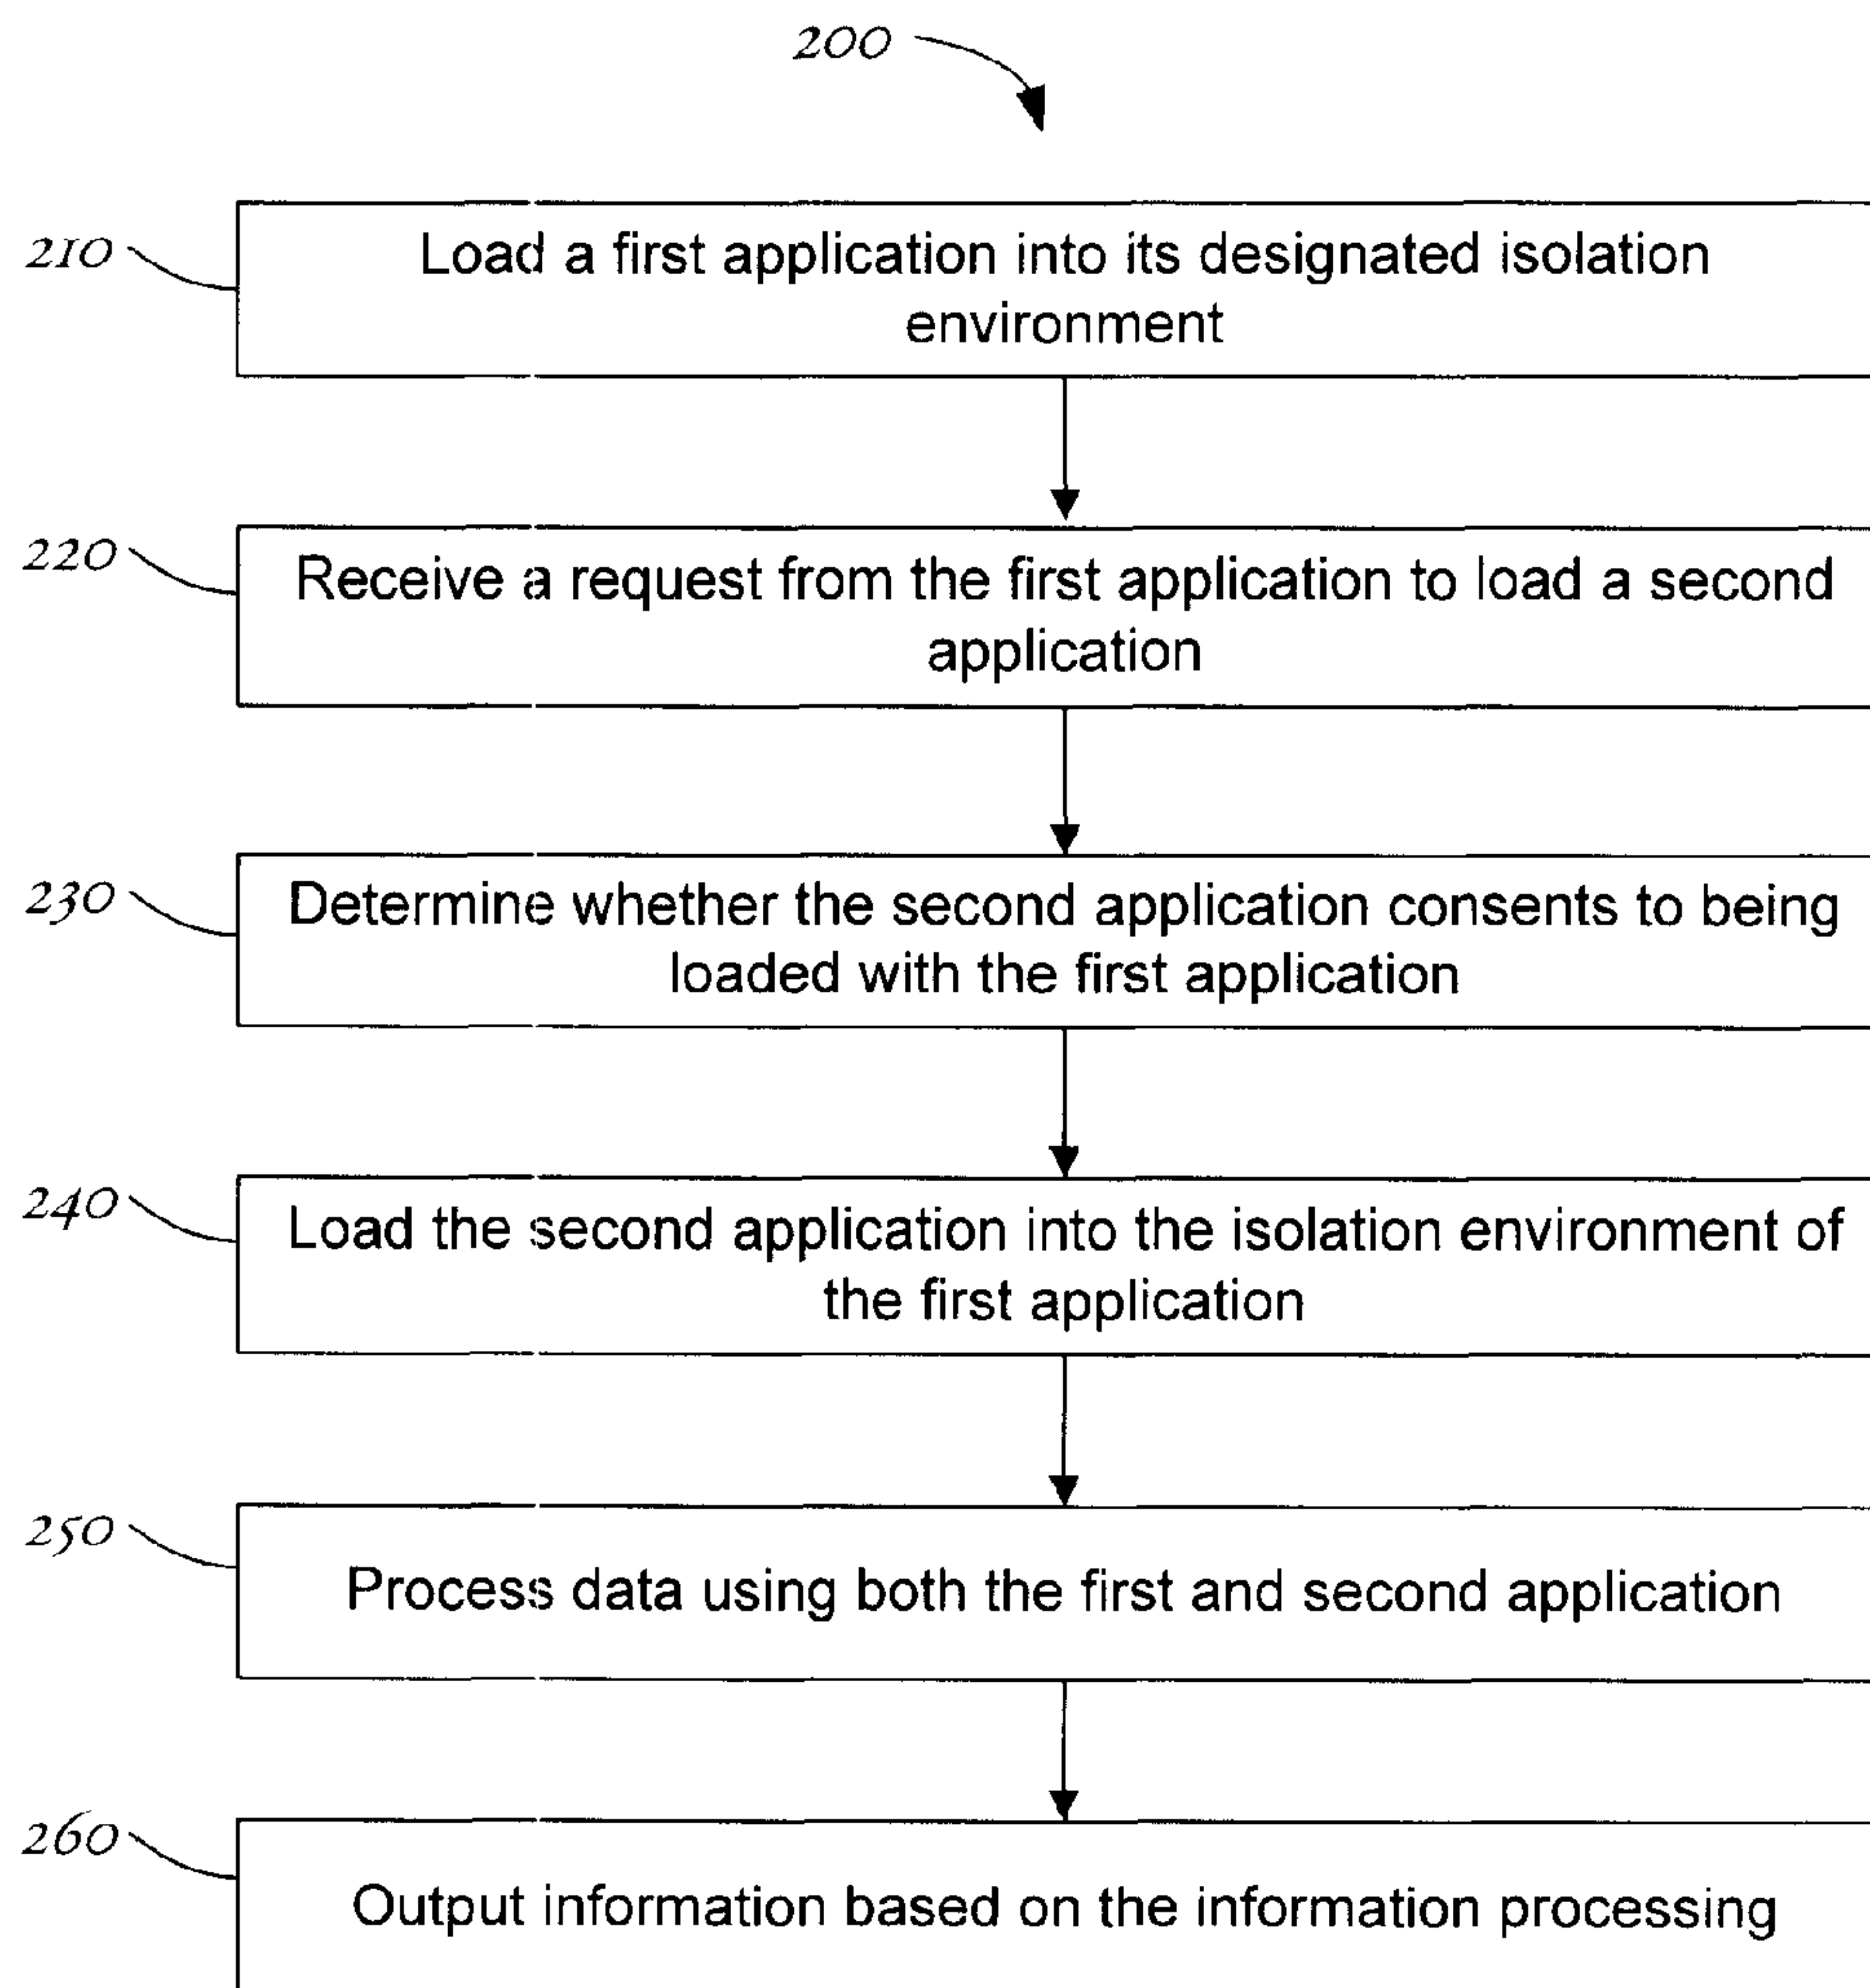 200
210
Load a first application into its designated isolation
environment
220
Receive a request from the first application to load a second
application
230
Determine whether the second application consents to being
loaded with the first application
240
Load the second application into the isolation environment of
the first application
250
Process data using both the first and second application
260
Output information based on the information processing